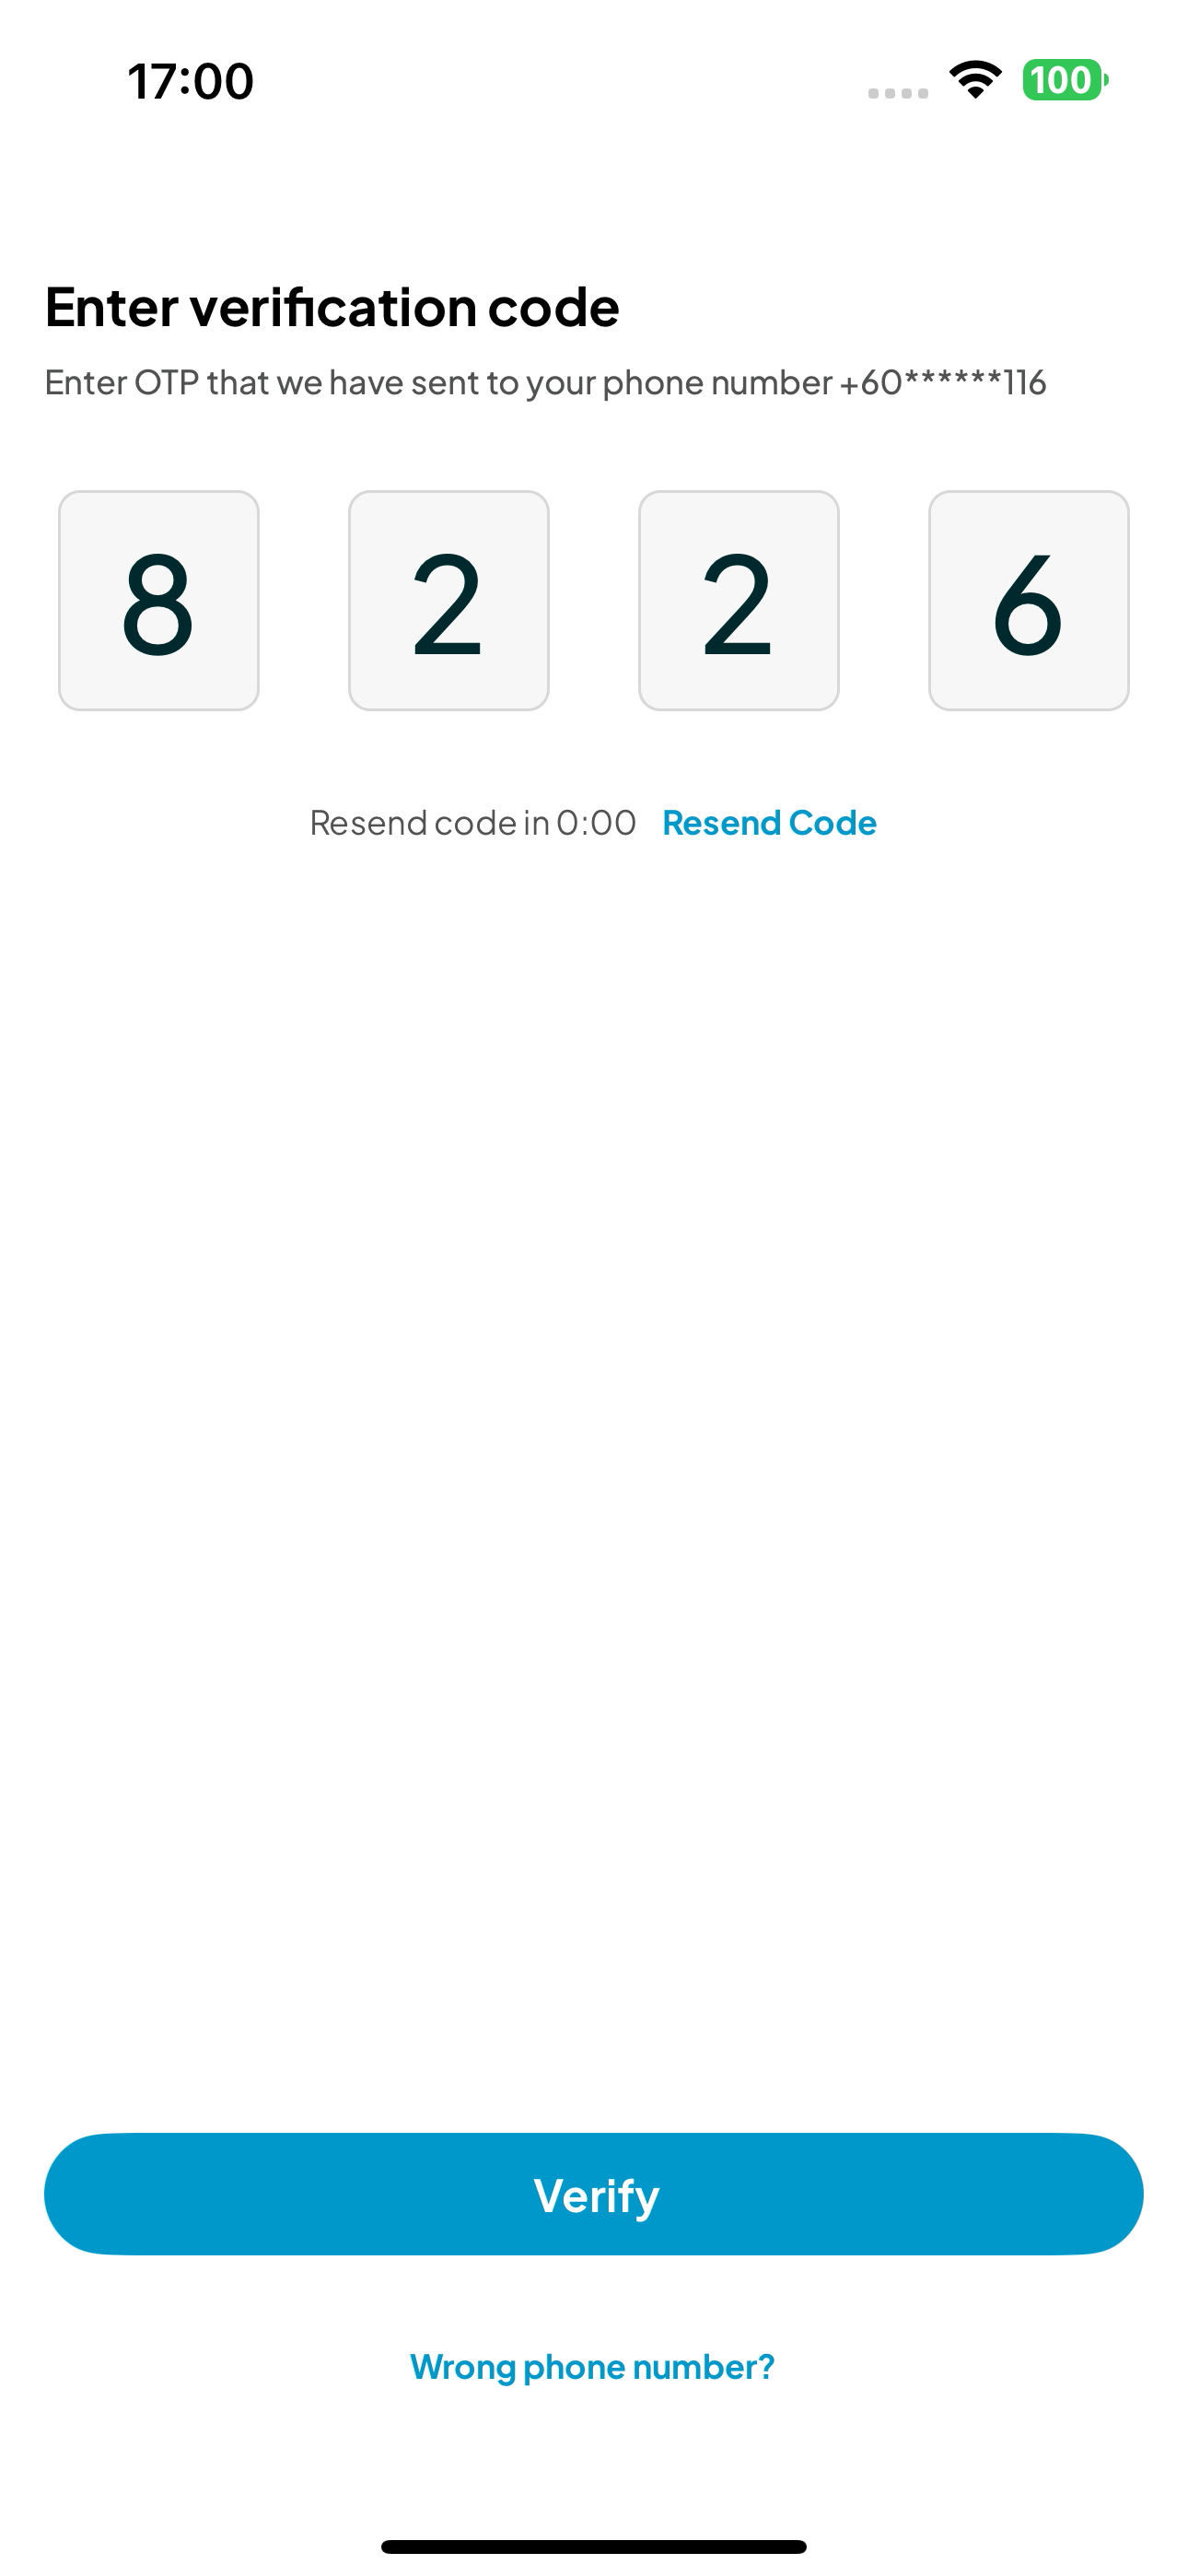 17:00
100
Enter verification code
Enter OTP that we have sent to your phone number +60******116
8 2 2 6
Resend code in 0:00 Resend Code
Verify
Wrong phone number?